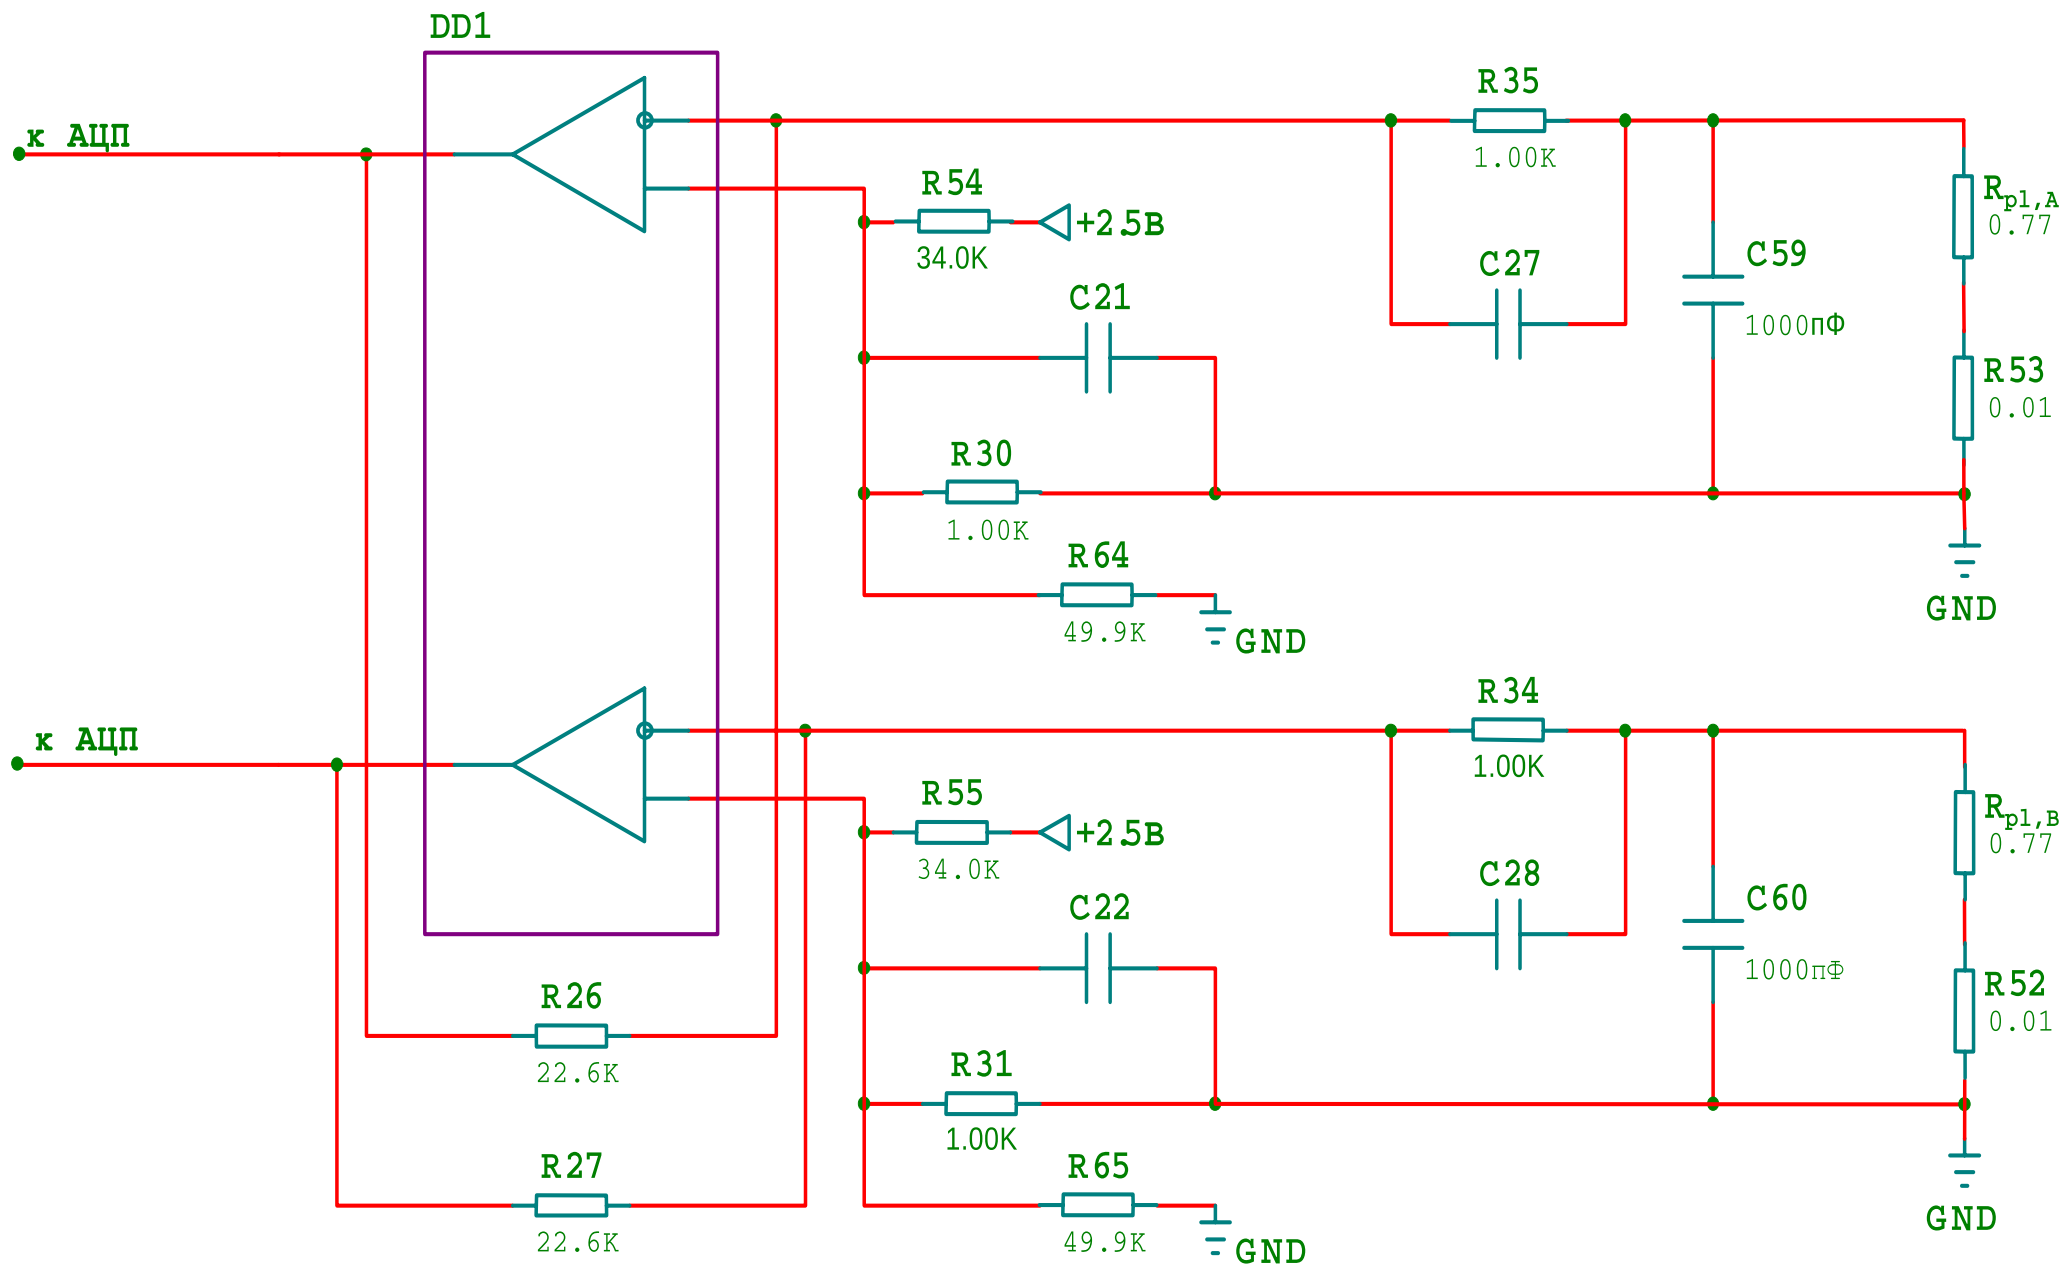 DD1
к АЦП
R35
1.00K
R54
+2.5В
34.0K
Rpl,A
0.77
C27
C59
1000пФ
C21
R53
0.01
R30
1.00K
R64
49.9K
GND
GND
к АЦП
R34
1.00K
R55
+2.5В
34.0K
Rpl,B
0.77
C28
C60
1000пФ
C22
R52
0.01
R26
22.6K
R31
1.00K
R27
22.6K
R65
49.9K
GND
GND